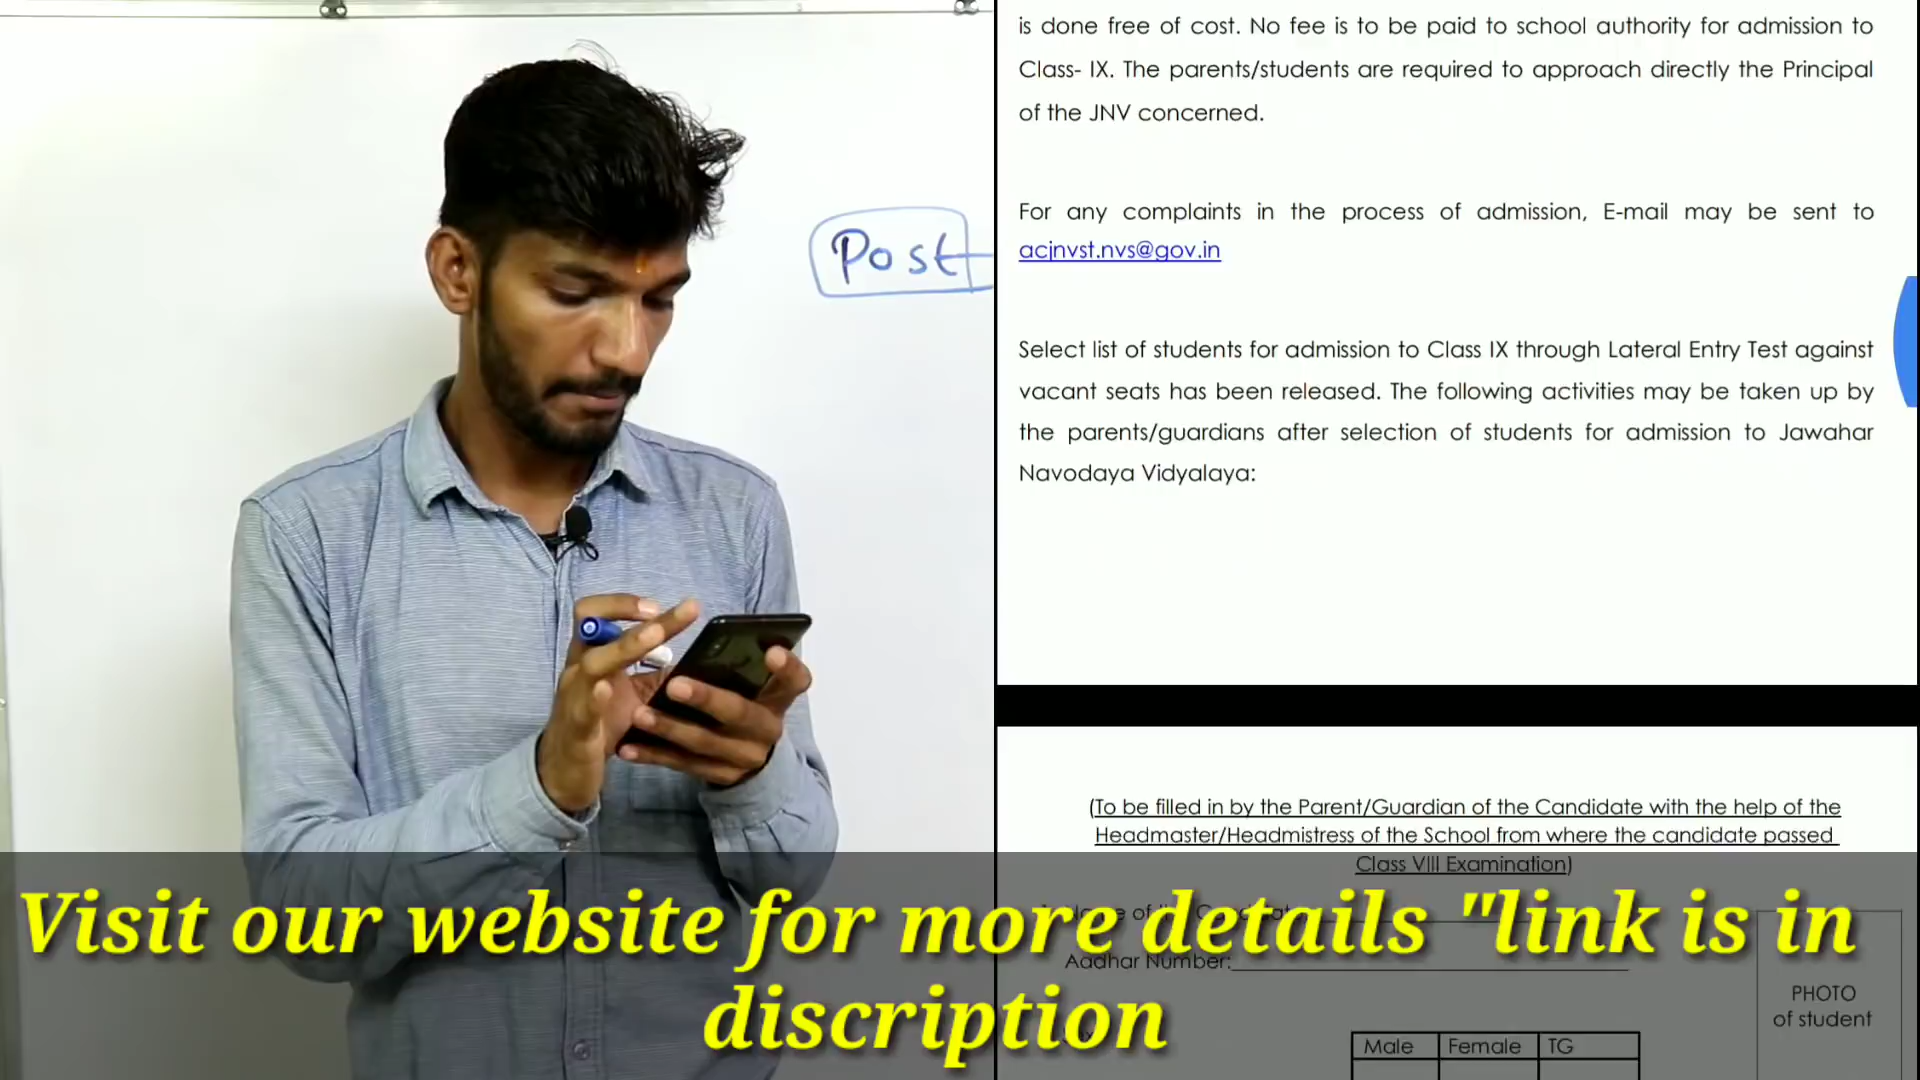 Post
is done free of cost. No fee is to be paid to school authority for admission to
Class- IX. The parents/students are required to approach directly the Principal
of the JNV concerned.
For any complaints in the process of admission, E-mail may be sent to
acjnvst.nvs@gov.in
Select list of students for admission to Class IX through Lateral Entry Test against
vacant seats has been released. The following activities may be taken up by
the parents/guardians after selection of students for admission to Jawahar
Navodaya Vidyalaya:
(To be filled in by the Parent/Guardian of the Candidate with the help of the
Headmaster/Headmistress of the School from where the candidate passed
Class VIII Examination)
Aadhar Number:
PHOTO
of student
Male Female TG
Visit our website for more details "link is in
discription